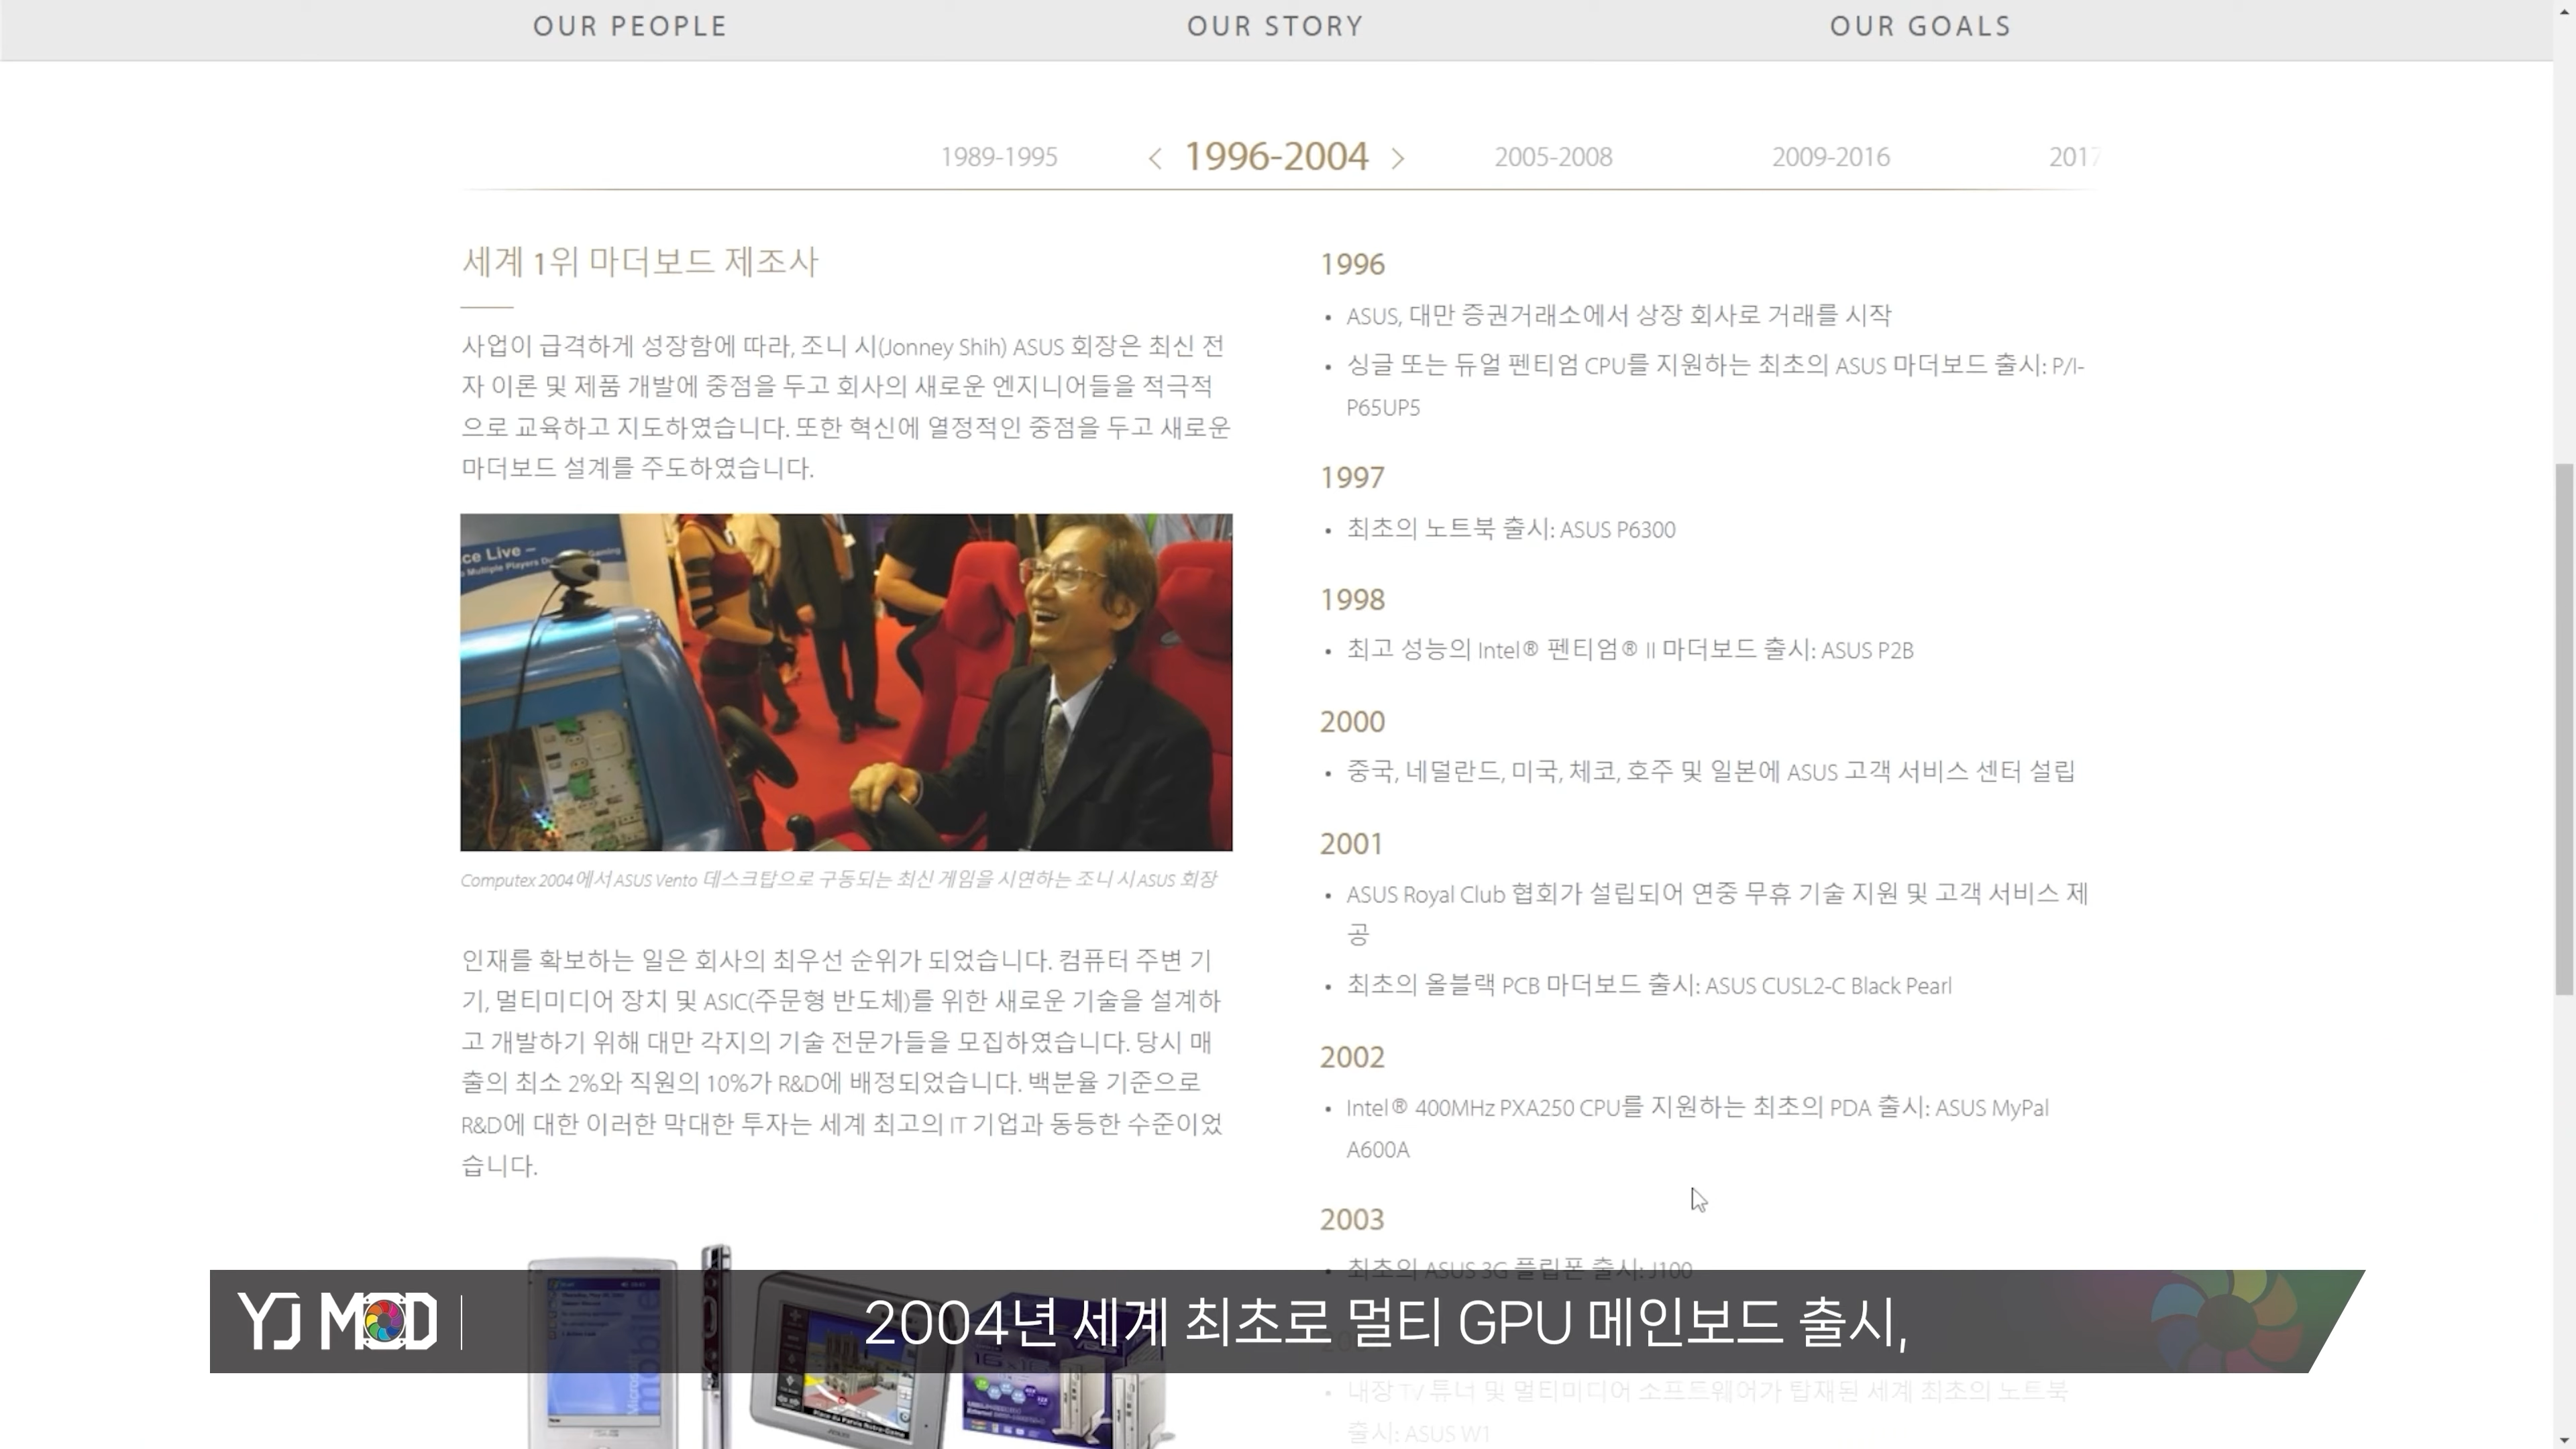 OUR PEOPLE
OUR STORY
OUR GOALS
1989-1995
< 1996-2004 >
2005-2008
2009-2016
2017
세계 1위 마더보드 제조사
사업이 급격하게 성장함에 따라, 조니 시(Jonney Shih) ASUS 회장은 최신 전
자 이론 및 제품 개발에 중점을 두고 회사의 새로운 엔지니어들을 적극적
으로 교육하고 지도하였습니다. 또한 혁신에 열정적인 중점을 두고 새로운
마더보드 설계를 주도하였습니다.
ce Live –
Multiple Players
Gaming
Computex 2004에서 ASUS Vento 데스크탑으로 구동되는 최신 게임을 시연하는 조니 시 ASUS 회장
인재를 확보하는 일은 회사의 최우선 순위가 되었습니다. 컴퓨터 주변 기
기, 멀티미디어 장치 및 ASIC(주문형 반도체)를 위한 새로운 기술을 설계하
고 개발하기 위해 대만 각지의 기술 전문가들을 모집하였습니다. 당시 매
출의 최소 2%와 직원의 10%가 R&D에 배정되었습니다. 백분율 기준으로
R&D에 대한 이러한 막대한 투자는 세계 최고의 IT 기업과 동등한 수준이었
습니다.
1996
• ASUS, 대만 증권거래소에서 상장 회사로 거래를 시작
• 싱글 또는 듀얼 펜티엄 CPU를 지원하는 최초의 ASUS 마더보드 출시: P/I-
P65UP5
1997
• 최초의 노트북 출시: ASUS P6300
1998
• 최고 성능의 Intel® 펜티엄® II 마더보드 출시: ASUS P2B
2000
• 중국, 네덜란드, 미국, 체코, 호주 및 일본에 ASUS 고객 서비스 센터 설립
2001
• ASUS Royal Club 협회가 설립되어 연중 무휴 기술 지원 및 고객 서비스 제
공
• 최초의 올블랙 PCB 마더보드 출시: ASUS CUSL2-C Black Pearl
2002
• Intel® 400MHz PXA250 CPU를 지원하는 최초의 PDA 출시: ASUS MyPal
A600A
2003
• 최초의 ASUS 3G 플립폰 출시: J100
• 내장 TV 튜너 및 멀티미디어 소프트웨어가 탑재된 세계 최초의 노트북
출시: ASUS W1
YJ MOD
2004년 세계 최초로 멀티 GPU 메인보드 출시,
Microsoft
mobile